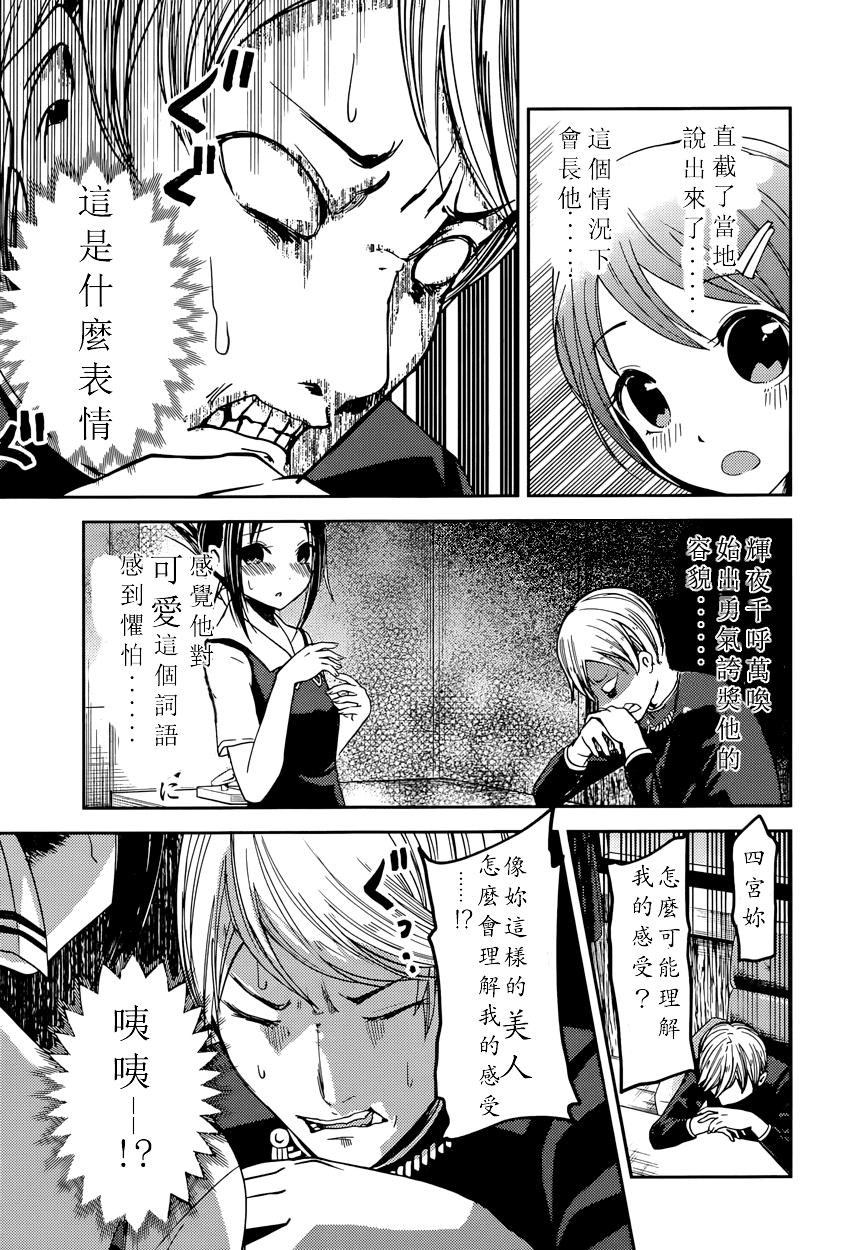 直截了當地
說出來了······
這個情況下
會長他·····
這是什麼表情
ぐぬ
ぐぬ
輝夜千呼萬喚
始出勇氣誇獎他的
容貌······
感覺他對
可愛這個詞語
感到懼怕······
に
四宮妳
怎麼可能理解
我的感受？
像妳這樣的美人
怎麼會理解我的感受
······!?
ぐっ
咦
咦
——
!?